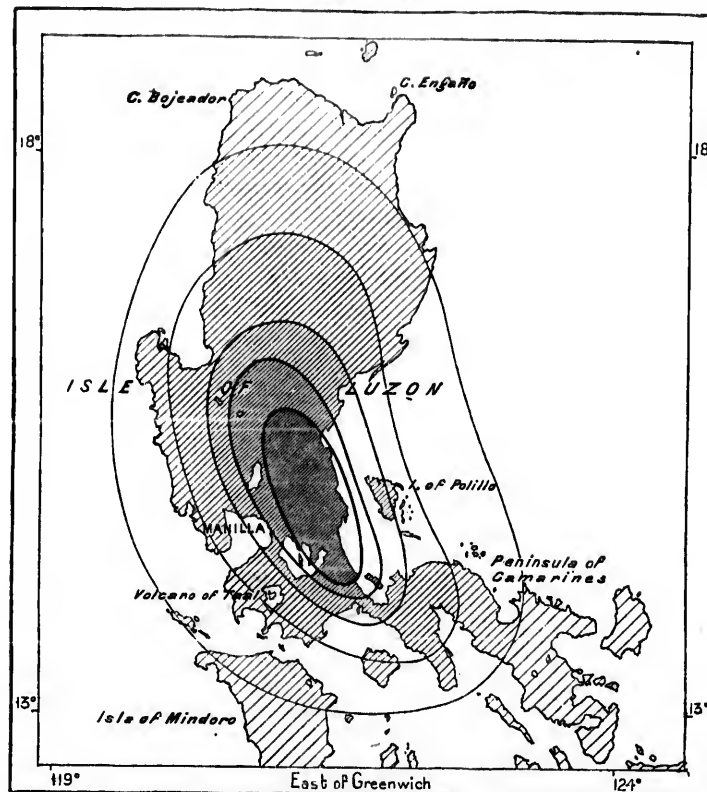 C. Engaño
C. Bojeador
18°
18°
ISLE OF LUZON
I. of Polillo
MANILLA
Peninsula of
Camarines
Volcano of Taal
13°
13°
Isla of Mindoro
119°
East of Greenwich
124°